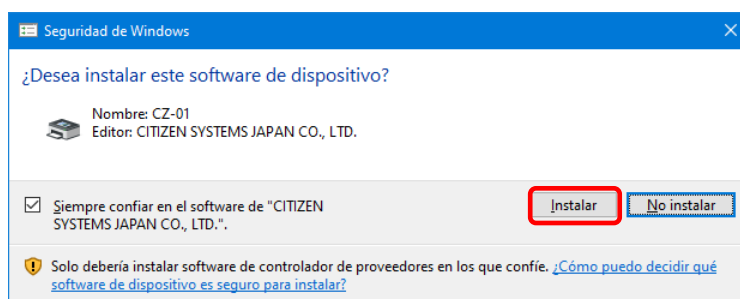 Seguridad de Windows
¿Desea instalar este software de dispositivo?
Nombre: CZ-01
Editor: CITIZEN SYSTEMS JAPAN CO., LTD.
Siempre confiar en el software de "CITIZEN
SYSTEMS JAPAN CO., LTD.".
Instalar
No instalar
Solo debería instalar software de controlador de proveedores en los que confíe. ¿Cómo puedo decidir qué
software de dispositivo es seguro para instalar?